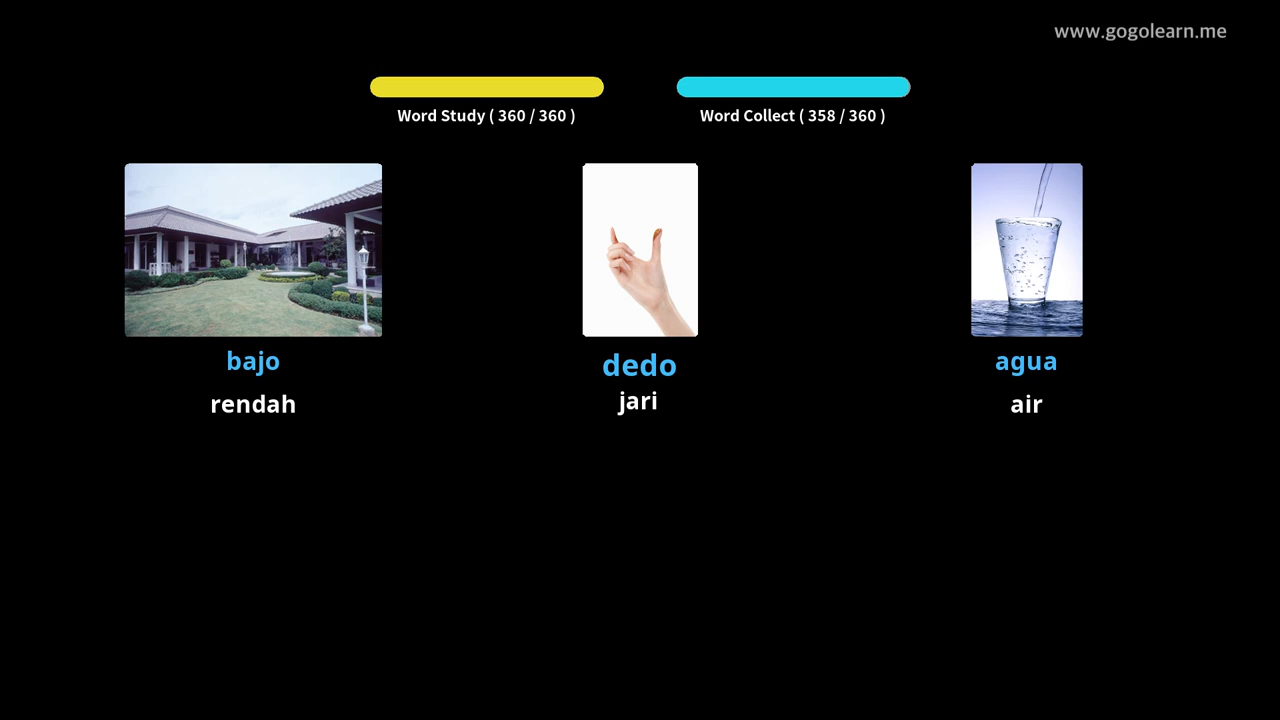 www.gogolearn.me
Word Study ( 360 / 360 )
Word Collect ( 358 / 360 )
bajo
rendah
dedo
jari
agua
air